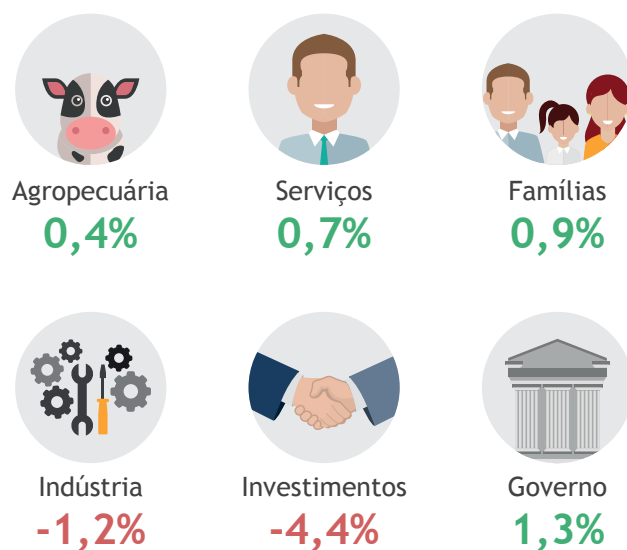 Agropecuária
0,4%
Serviços
0,7%
Famílias
0,9%
Indústria
-1,2%
Investimentos
-4,4%
Governo
1,3%